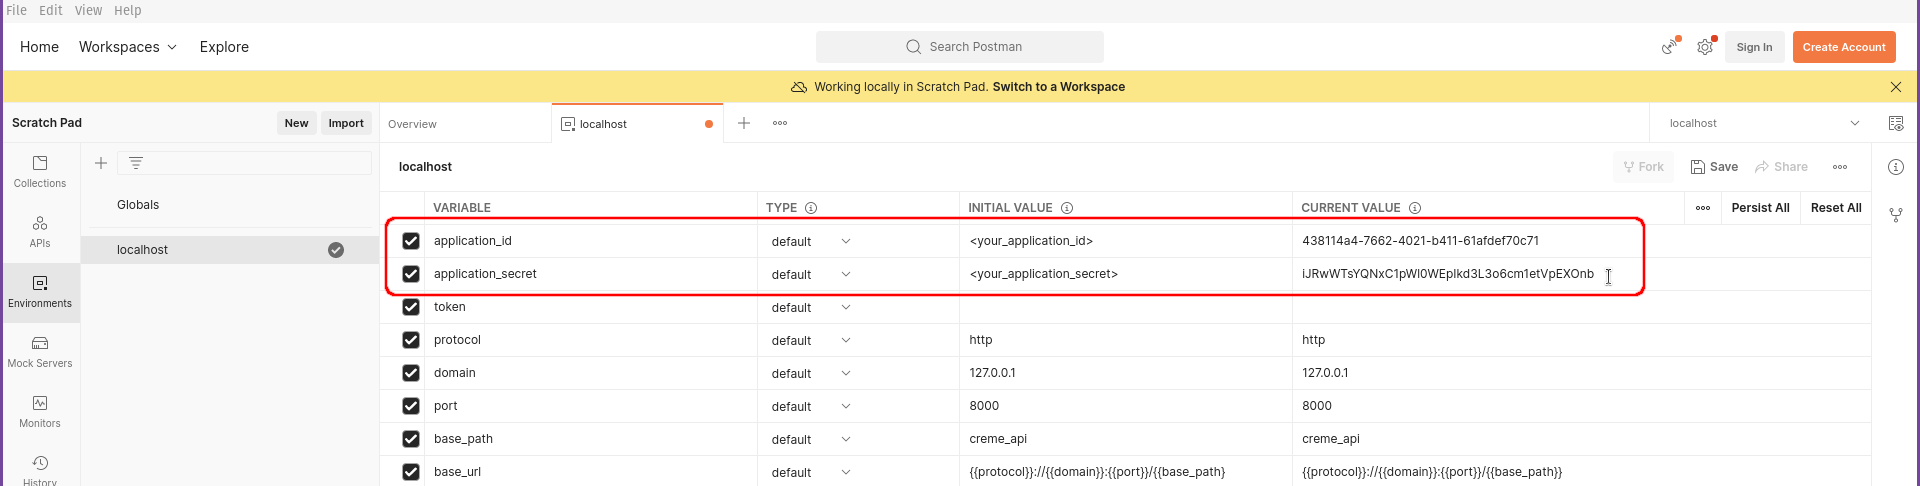 File Edit View Help
Home Workspaces Explore Search Postman Sign In Create Account
Working locally in Scratch Pad. Switch to a Workspace
Scratch Pad New Import Overview localhost localhost
Collections
Globals
localhost
APIs
Environments
Mock Servers
Monitors
History
localhost Fork Save Share
VARIABLE TYPE INITIAL VALUE CURRENT VALUE Persist All Reset All
application_id default <your_application_id> 438114a4-7662-4021-b411-61afdef70c71
application_secret default <your_application_secret> iJRwWTsYQNxC1pWl0WEplkd3L3o6cm1etVpEXOnb
token default
protocol default http http
domain default 127.0.0.1 127.0.0.1
port default 8000 8000
base_path default creme_api creme_api
base_url default {{protocol}}://{{domain}}:{{port}}/{{base_path} {{protocol}}://{{domain}}:{{port}}/{{base_path}}